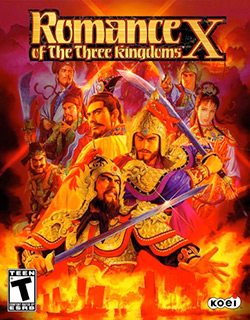 Romance X
of The Three Kingdoms
TEEN
T
ESRB
KOEI